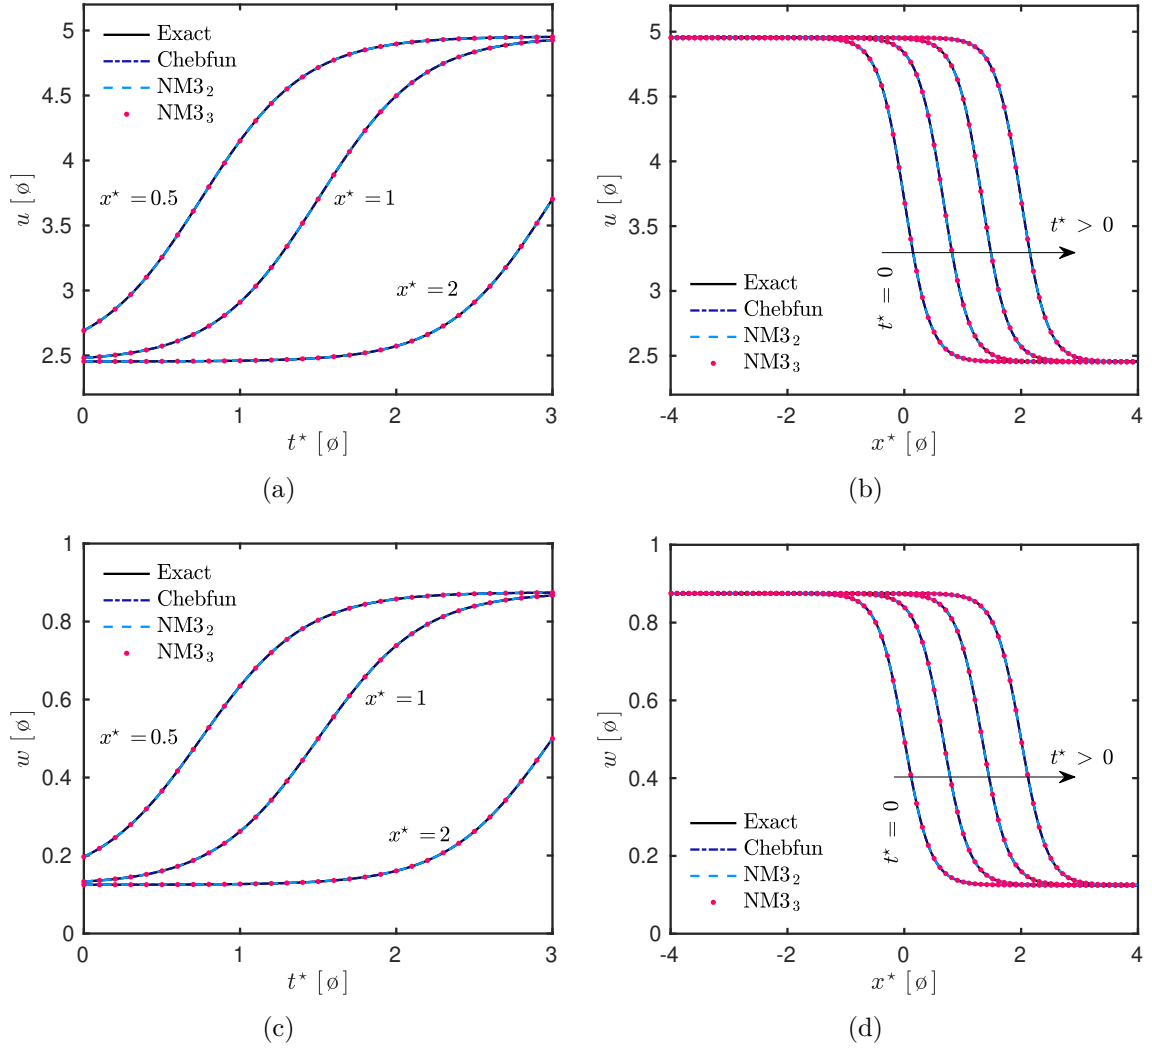 Exact
Chebfun
NM3₂
NM3₃
x⋆ = 0.5
x⋆ = 1
x⋆ = 2
5
4.5
4
3.5
3
2.5
u [ø]
0 1 2 3
t⋆ [ø]
(a)
5
4.5
4
3.5
3
2.5
u [ø]
t⋆ > 0
t⋆ = 0
Exact
Chebfun
NM3₂
NM3₃
-4 -2 0 2 4
x⋆ [ø]
(b)
1
0.8
0.6
0.4
0.2
0
w [ø]
Exact
Chebfun
NM3₂
NM3₃
x⋆ = 1
x⋆ = 0.5
x⋆ = 2
0 1 2 3
t⋆ [ø]
(c)
1
0.8
0.6
0.4
0.2
0
w [ø]
t⋆ > 0
t⋆ = 0
Exact
Chebfun
NM3₂
NM3₃
-4 -2 0 2 4
x⋆ [ø]
(d)